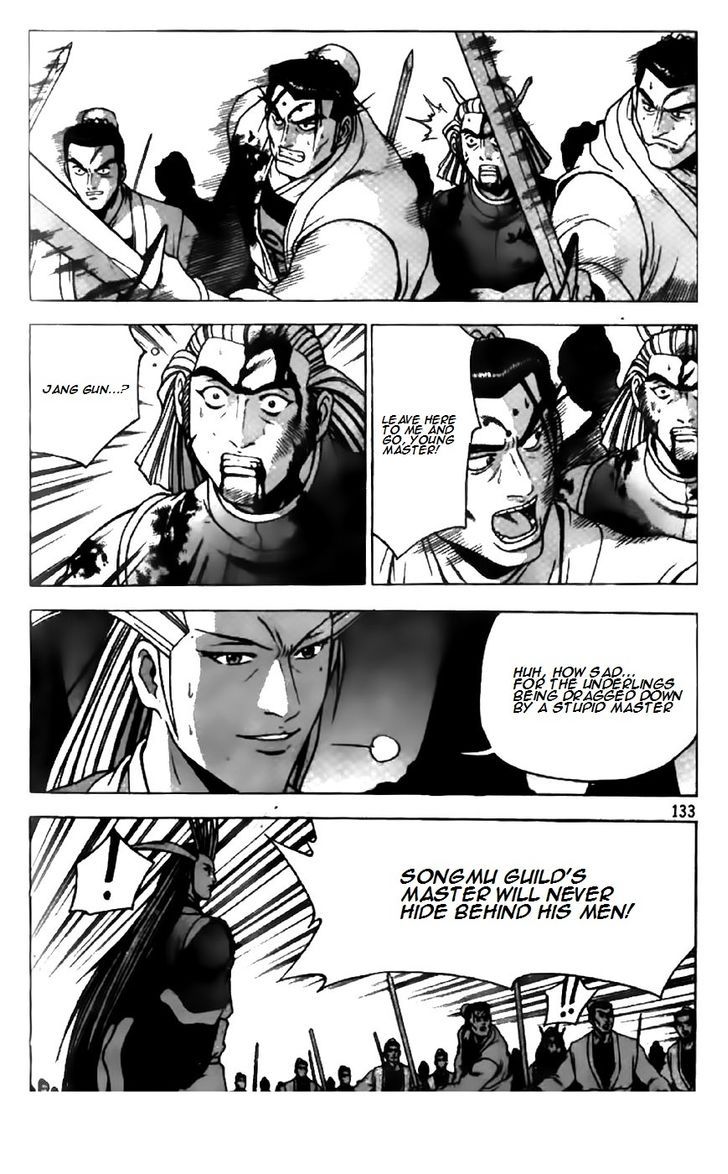 JANG GUN...?
LEAVE HERE
TO ME AND
GO, YOUNG
MASTER!
HUH, HOW SAD...
FOR THE UNDERLINGS
BEING DRAGGED DOWN
BY A STUPID MASTER
133
!
SONGMU GUILD'S
MASTER WILL NEVER
HIDE BEHIND HIS MEN!
!!